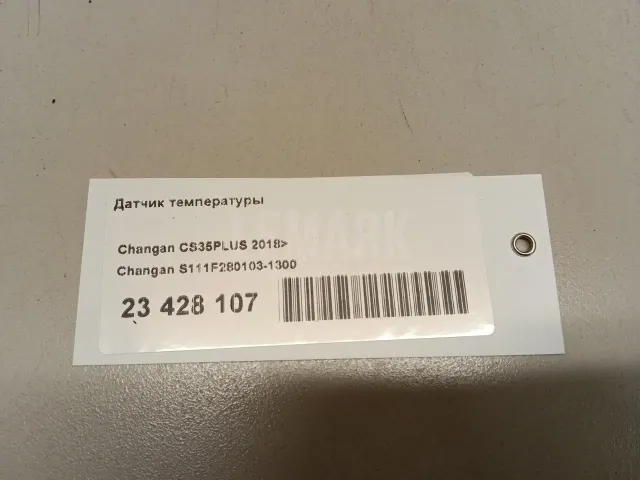 Датчик температуры
Changan CS35PLUS 2018>
Changan S111F280103-1300
23 428 107